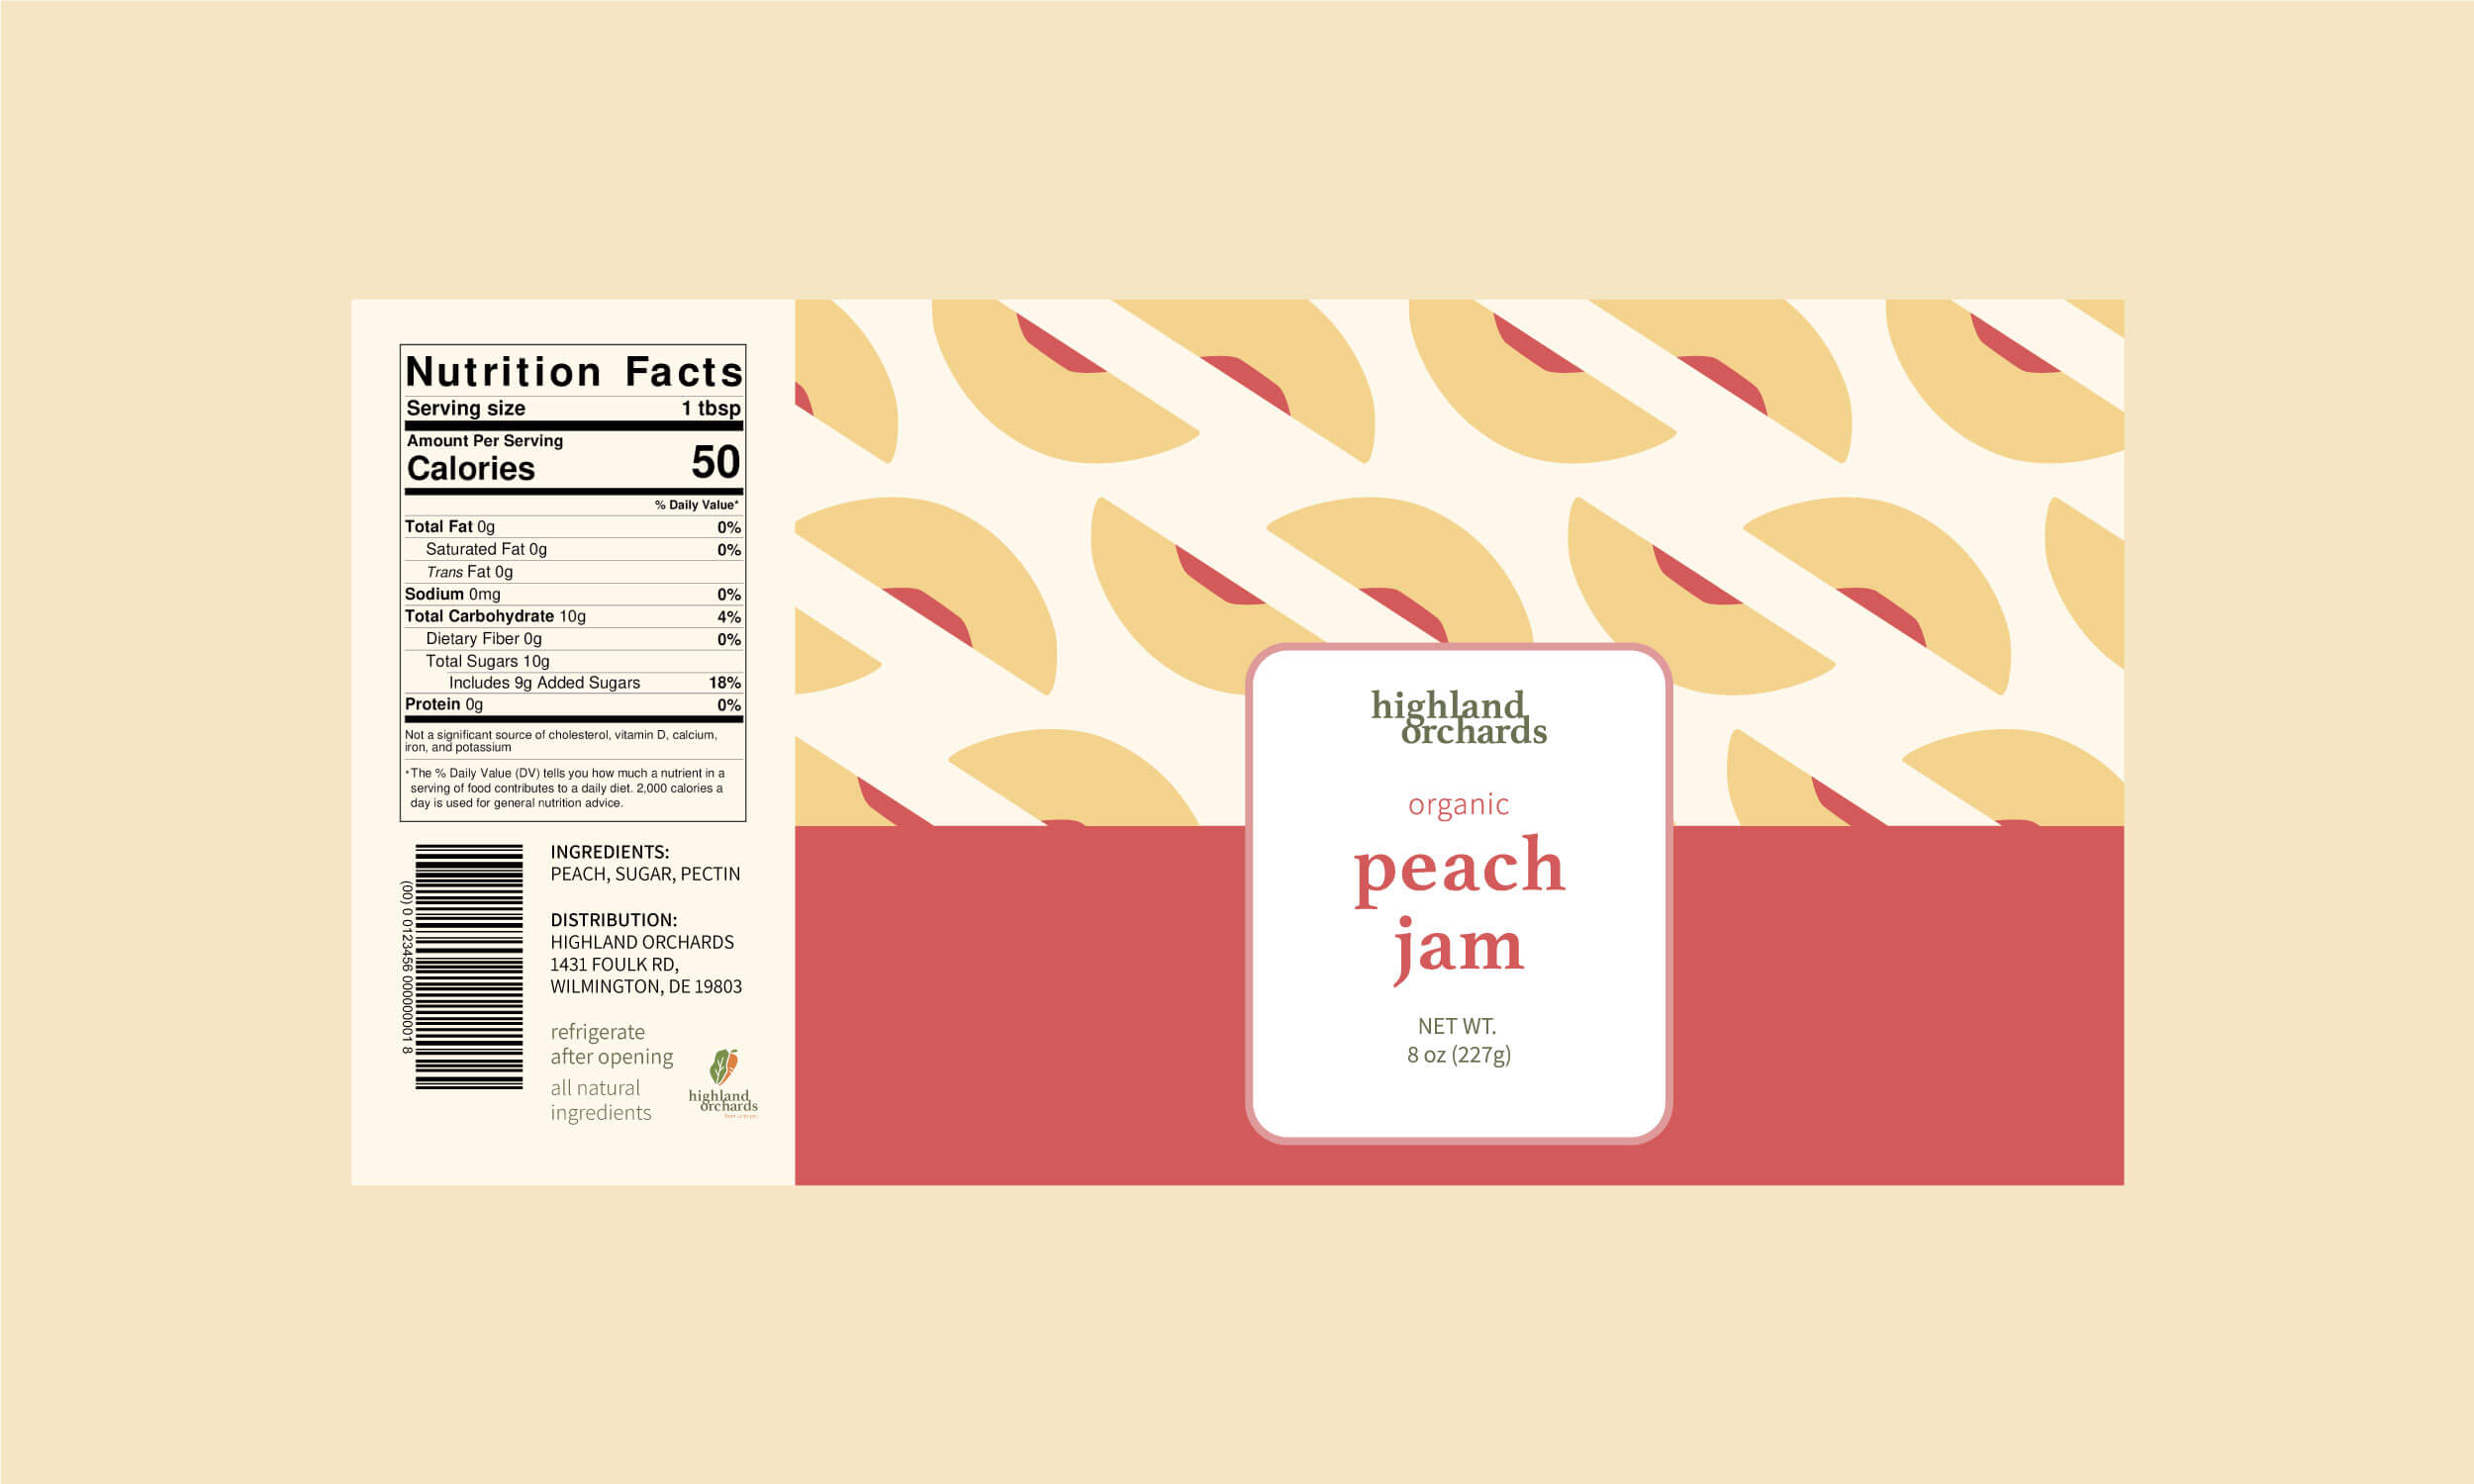 Nutrition Facts
Serving size 1 tbsp
Amount Per Serving
Calories 50
% Daily Value*
Total Fat 0g 0%
Saturated Fat 0g 0%
Trans Fat 0g
Sodium 0mg 0%
Total Carbohydrate 10g 4%
Dietary Fiber 0g 0%
Total Sugars 10g
Includes 9g Added Sugars 18%
Protein 0g 0%
Not a significant source of cholesterol, vitamin D, calcium,
iron, and potassium
*The % Daily Value (DV) tells you how much a nutrient in a
serving of food contributes to a daily diet. 2,000 calories a
day is used for general nutrition advice.
(00) 0 0123456 000000001 8
INGREDIENTS:
PEACH, SUGAR, PECTIN
DISTRIBUTION:
HIGHLAND ORCHARDS
1431 FOULK RD,
WILMINGTON, DE 19803
refrigerate
after opening
all natural
ingredients
highland
orchards
highland
orchards
organic
peach
jam
NET WT.
8 oz (227g)